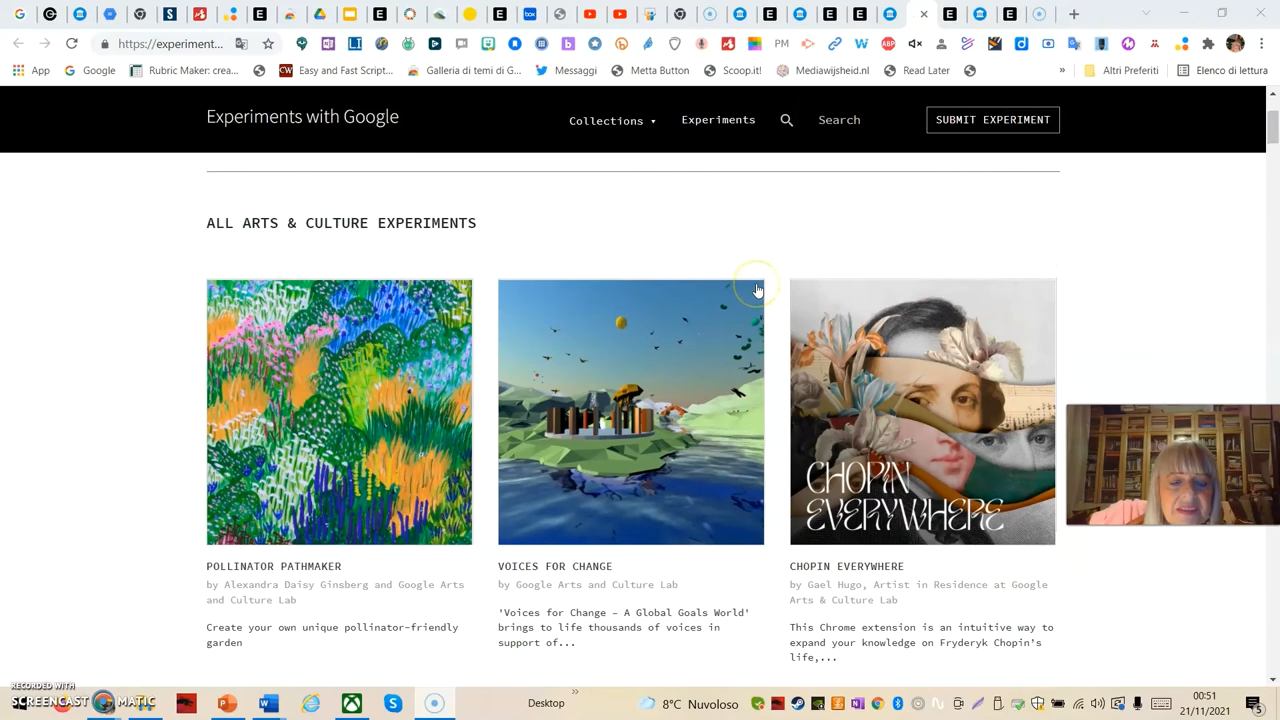 https://experiment...
PM
ABP
App
Google
Rubric Maker: crea...
Easy and Fast Script...
Galleria di temi di G...
Messaggi
Metta Button
Scoop.it!
Mediawijsheid.nl
Read Later
»
Altri Preferiti
Elenco di lettura
Experiments with Google
Collections ▾
Experiments
Search
SUBMIT EXPERIMENT
ALL ARTS & CULTURE EXPERIMENTS
CHOPIN
EVERYWHERE
POLLINATOR PATHMAKER
by Alexandra Daisy Ginsberg and Google Arts
and Culture Lab
Create your own unique pollinator-friendly
garden
VOICES FOR CHANGE
by Google Arts and Culture Lab
'Voices for Change – A Global Goals World'
brings to life thousands of voices in
support of...
CHOPIN EVERYWHERE
by Gael Hugo, Artist in Residence at Google
Arts & Culture Lab
This Chrome extension is an intuitive way to
expand your knowledge on Fryderyk Chopin's
life,...
RECORDED WITH
SCREENCAST MATIC
Desktop
»
8°C Nuvoloso
00:51
21/11/2021
5